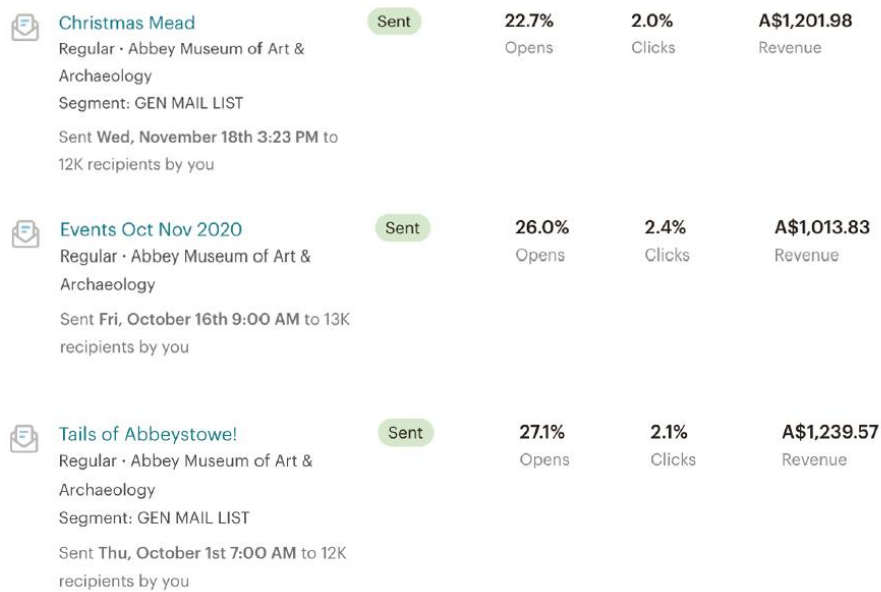 Christmas Mead Sent 22.7% 2.0% A$1,201.98
Regular · Abbey Museum of Art & Opens Clicks Revenue
Archaeology
Segment: GEN MAIL LIST
Sent Wed, November 18th 3:23 PM to
12K recipients by you
Events Oct Nov 2020 Sent 26.0% 2.4% A$1,013.83
Regular · Abbey Museum of Art & Opens Clicks Revenue
Archaeology
Sent Fri, October 16th 9:00 AM to 13K
recipients by you
Tails of Abbeystowe! Sent 27.1% 2.1% A$1,239.57
Regular · Abbey Museum of Art & Opens Clicks Revenue
Archaeology
Segment: GEN MAIL LIST
Sent Thu, October 1st 7:00 AM to 12K
recipients by you